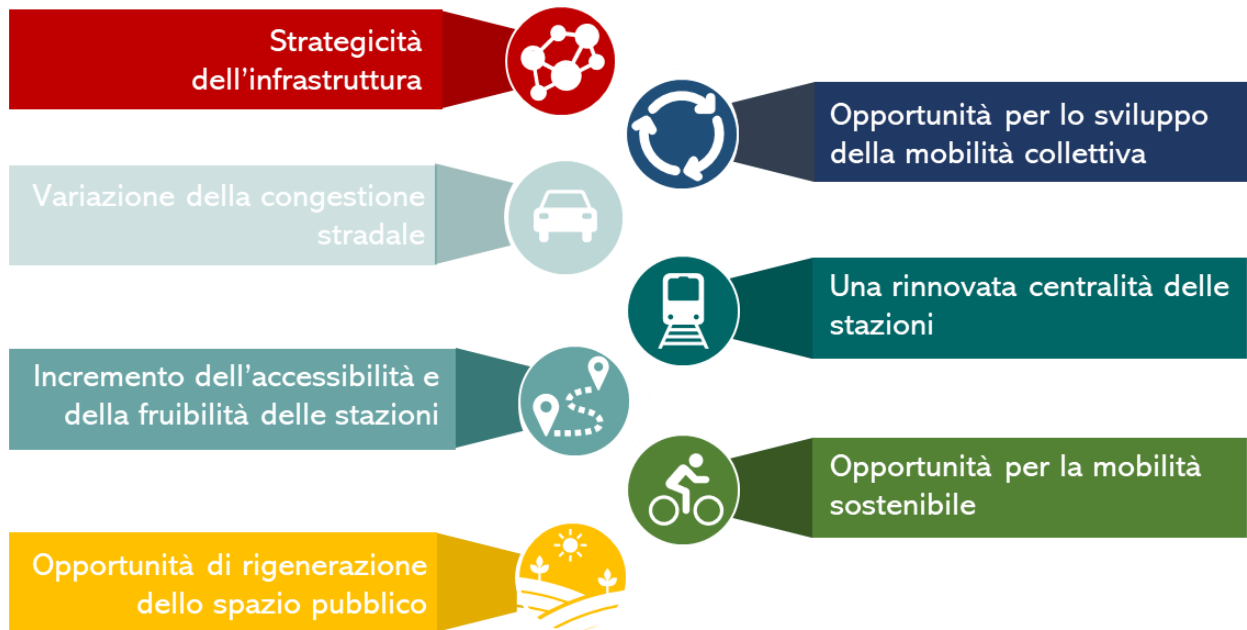 Strategicità
dell'infrastruttura
Opportunità per lo sviluppo
della mobilità collettiva
Variazione della congestione
stradale
Una rinnovata centralità delle
stazioni
Incremento dell'accessibilità e
della fruibilità delle stazioni
Opportunità per la mobilità
sostenibile
Opportunità di rigenerazione
dello spazio pubblico